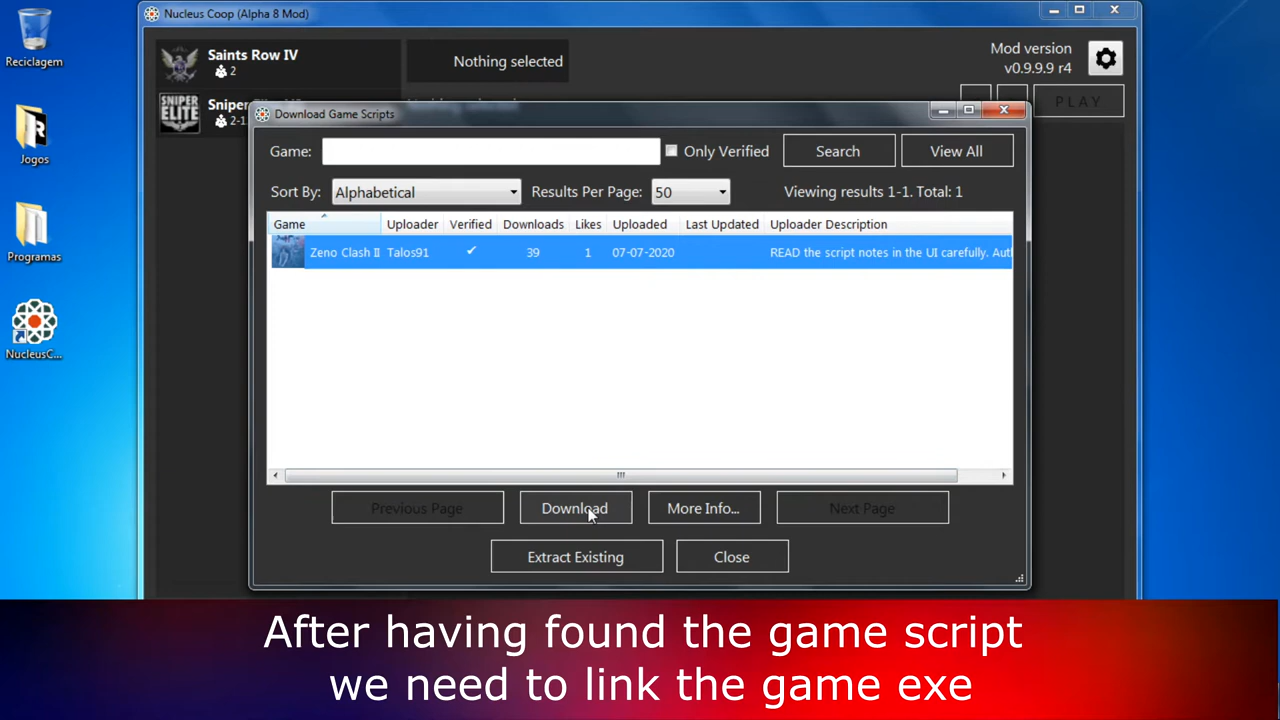 Nucleus Coop (Alpha 8 Mod)
Reciclagem
Jogos
Programas
NucleusC...
Saints Row IV
2
SNIPER
ELITE
2-1
Nothing selected
Mod version
v0.9.9.9 r4
PLAY
Download Game Scripts
Game:
Only Verified
Search
View All
Sort By:
Alphabetical
Results Per Page:
50
Viewing results 1-1. Total: 1
Game Uploader Verified Downloads Likes Uploaded Last Updated Uploader Description
Zeno Clash II Talos91 39 1 07-07-2020 READ the script notes in the UI carefully. Aut
Previous Page
Download
More Info...
Next Page
Extract Existing
Close
After having found the game script
we need to link the game exe